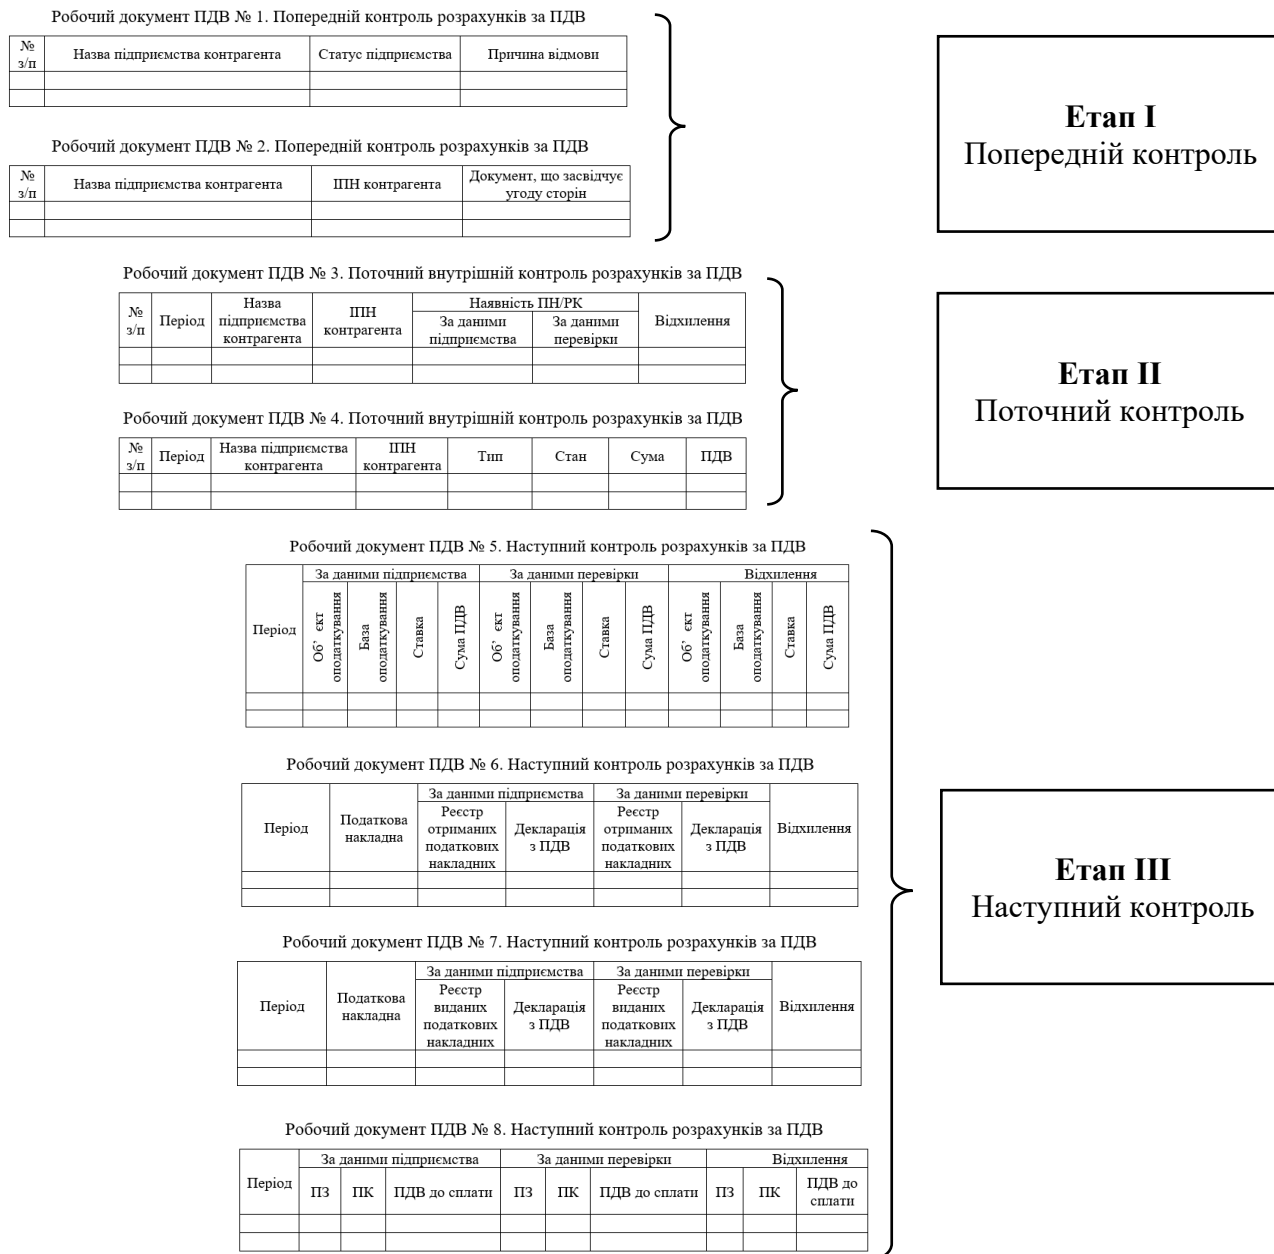 Робочий документ ПДВ № 1. Попередній контроль розрахунків за ПДВ
№ з/п Назва підприємства контрагента Статус підприємства Причина відмови
Етап I
Попередній контроль
Робочий документ ПДВ № 2. Попередній контроль розрахунків за ПДВ
№ з/п Назва підприємства контрагента ІПН контрагента Документ, що засвідчує угоду сторін
Робочий документ ПДВ № 3. Поточний внутрішній контроль розрахунків за ПДВ
№ з/п Період Назва підприємства контрагента ІПН контрагента Наявність ПН/РК Відхилення
За даними підприємства За даними перевірки
Етап II
Поточний контроль
Робочий документ ПДВ № 4. Поточний внутрішній контроль розрахунків за ПДВ
№ з/п Період Назва підприємства контрагента ІПН контрагента Тип Стан Сума ПДВ
Робочий документ ПДВ № 5. Наступний контроль розрахунків за ПДВ
Період За даними підприємства За даними перевірки Відхилення
Об’ єкт оподаткування База оподаткування Ставка Сума ПДВ Об’ єкт оподаткування База оподаткування Ставка Сума ПДВ Об’ єкт оподаткування База оподаткування Ставка Сума ПДВ
Робочий документ ПДВ № 6. Наступний контроль розрахунків за ПДВ
Період Податкова накладна За даними підприємства За даними перевірки Відхилення
Реєстр отриманих податкових накладних Декларація з ПДВ Реєстр отриманих податкових накладних Декларація з ПДВ
Етап III
Наступний контроль
Робочий документ ПДВ № 7. Наступний контроль розрахунків за ПДВ
Період Податкова накладна За даними підприємства За даними перевірки Відхилення
Реєстр виданих податкових накладних Декларація з ПДВ Реєстр виданих податкових накладних Декларація з ПДВ
Робочий документ ПДВ № 8. Наступний контроль розрахунків за ПДВ
Період За даними підприємства За даними перевірки Відхилення
ПЗ ПК ПДВ до сплати ПЗ ПК ПДВ до сплати ПЗ ПК ПДВ до сплати